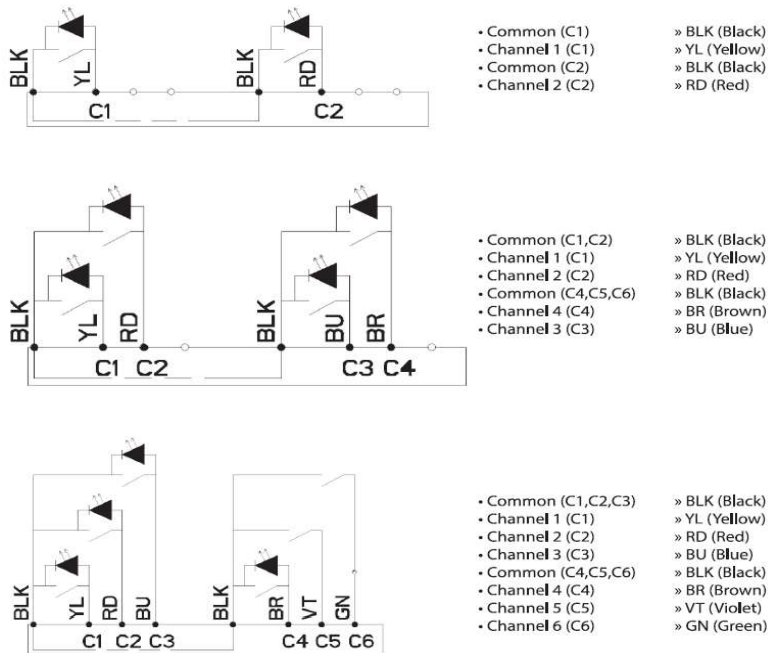 BLK YL BLK RD
C1 C2
• Common (C1) » BLK (Black)
• Channel 1 (C1) » YL (Yellow)
• Common (C2) » BLK (Black)
• Channel 2 (C2) » RD (Red)
BLK YL RD BLK BU BR
C1 C2 C3 C4
• Common (C1,C2) » BLK (Black)
• Channel 1 (C1) » YL (Yellow)
• Channel 2 (C2) » RD (Red)
• Common (C4,C5,C6) » BLK (Black)
• Channel 4 (C4) » BR (Brown)
• Channel 3 (C3) » BU (Blue)
BLK YL RD BU BLK BR VT GN
C1 C2 C3 C4 C5 C6
• Common (C1,C2,C3) » BLK (Black)
• Channel 1 (C1) » YL (Yellow)
• Channel 2 (C2) » RD (Red)
• Channel 3 (C3) » BU (Blue)
• Common (C4,C5,C6) » BLK (Black)
• Channel 4 (C4) » BR (Brown)
• Channel 5 (C5) » VT (Violet)
• Channel 6 (C6) » GN (Green)